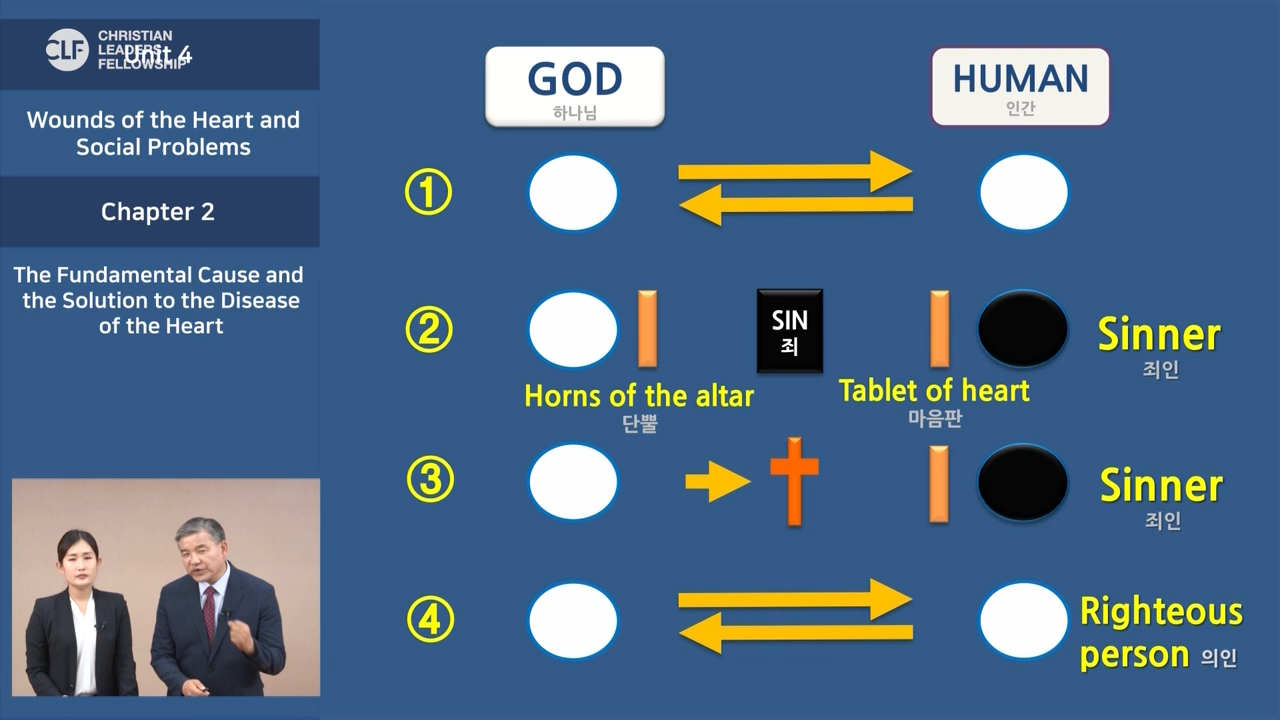 CLF
CHRISTIAN
LEADERS
FELLOWSHIP
Unit 4
Wounds of the Heart and
Social Problems
Chapter 2
The Fundamental Cause and
the Solution to the Disease
of the Heart
GOD
하나님
HUMAN
인간
①
②
SIN
죄
Sinner
죄인
Horns of the altar
단뿔
Tablet of heart
마음판
③
Sinner
죄인
④
Righteous
person 의인